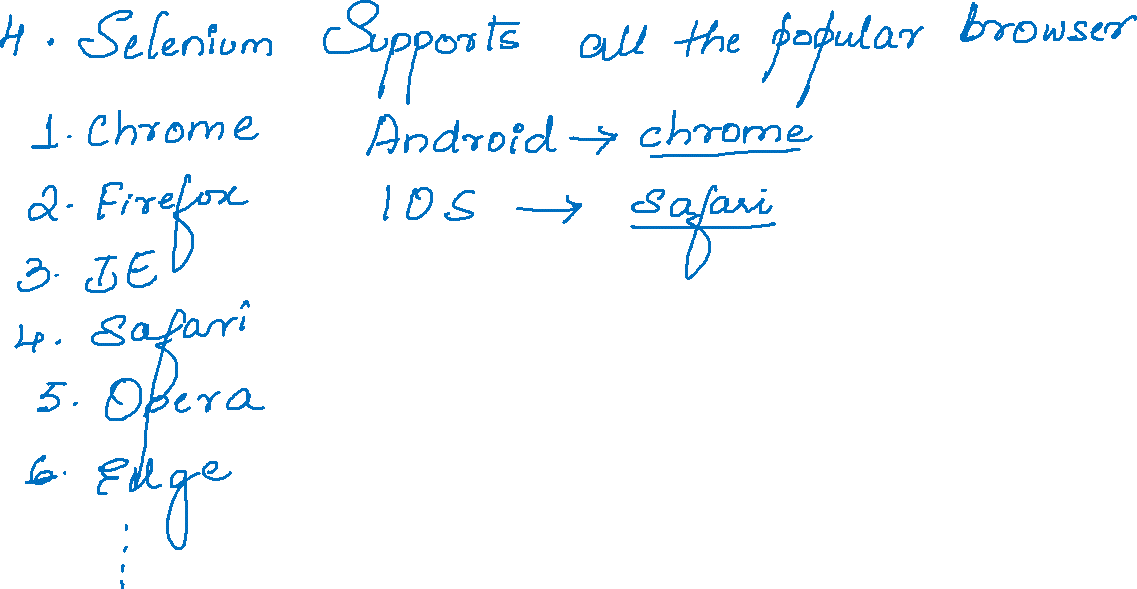 4. Selenium Supports all the popular browser
1. Chrome Android → chrome
2. Firefox IOS → Safari
3. IE
4. Safari
5. Opera
6. Edge